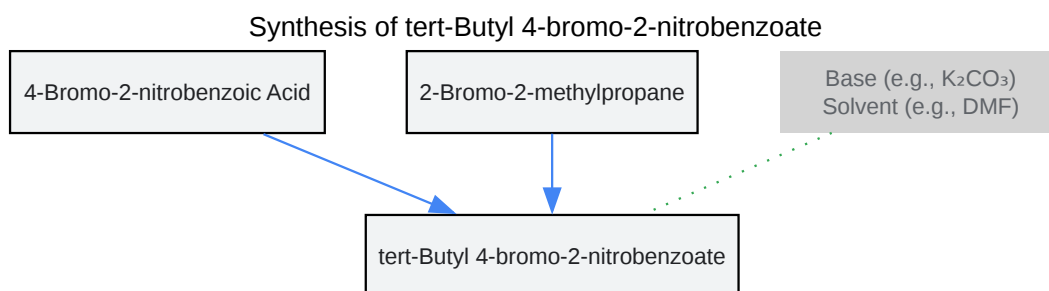 Synthesis of tert-Butyl 4-bromo-2-nitrobenzoate
4-Bromo-2-nitrobenzoic Acid
2-Bromo-2-methylpropane
Base (e.g., K₂CO₃)
Solvent (e.g., DMF)
tert-Butyl 4-bromo-2-nitrobenzoate